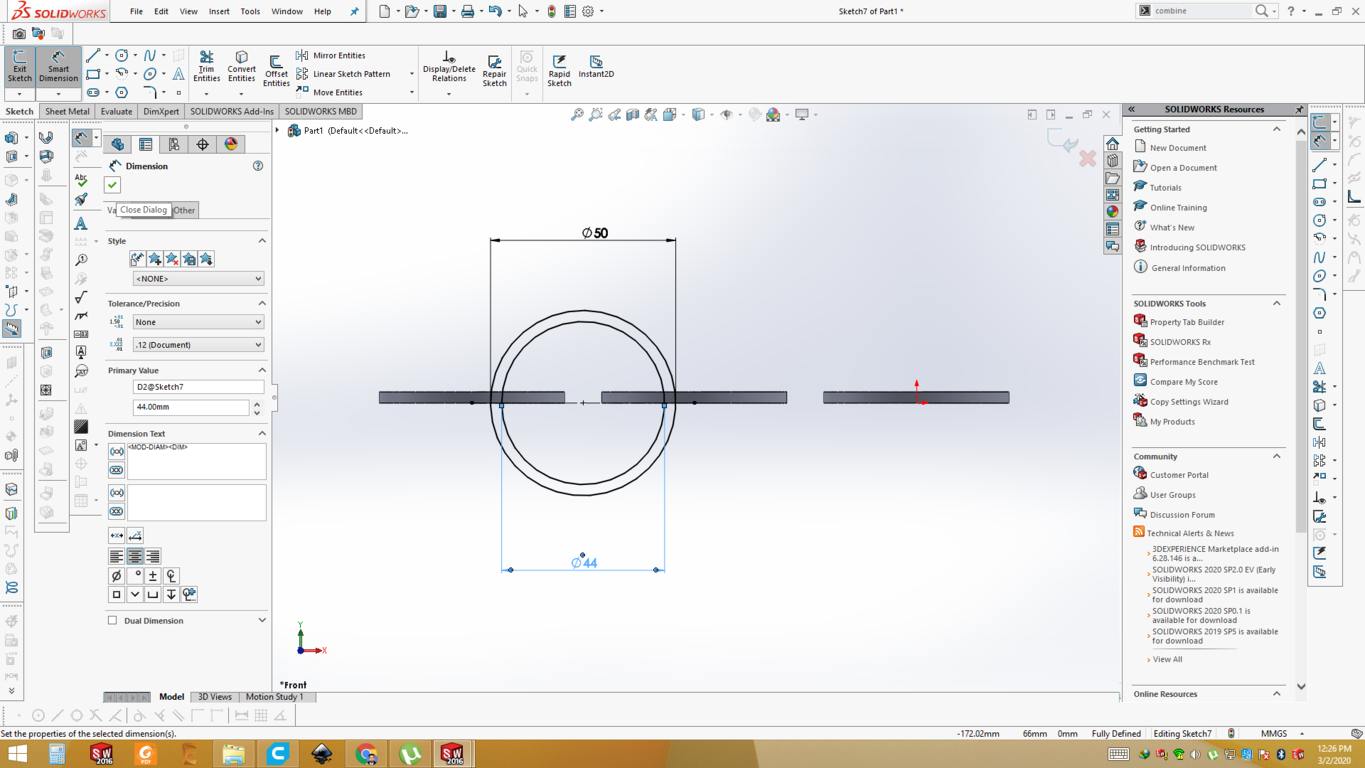 SOLIDWORKS
File Edit View Insert Tools Window Help
Sketch7 of Part1 *
combine
Exit Sketch
Smart Dimension
Trim Entities
Convert Entities
Offset Entities
Mirror Entities
Linear Sketch Pattern
Move Entities
Display/Delete Relations
Repair Sketch
Quick Snaps
Rapid Sketch
Instant2D
Sketch Sheet Metal Evaluate DimXpert SOLIDWORKS Add-Ins SOLIDWORKS MBD
Part1 (Default<<Default>...
Dimension
Close Dialog
Other
Style
<NONE>
Tolerance/Precision
None
.12 (Document)
Primary Value
D2@Sketch7
44.00mm
Dimension Text
<MOD-DIAM><DIM>
Dual Dimension
Abc
Ø50
Ø44
Y
X
*Front
Model 3D Views Motion Study 1
SOLIDWORKS Resources
Getting Started
New Document
Open a Document
Tutorials
Online Training
What's New
Introducing SOLIDWORKS
General Information
SOLIDWORKS Tools
Property Tab Builder
SOLIDWORKS Rx
Performance Benchmark Test
Compare My Score
Copy Settings Wizard
My Products
Community
Customer Portal
User Groups
Discussion Forum
Technical Alerts & News
3DEXPERIENCE Marketplace add-in
6.28.196 is a...
SOLIDWORKS 2020 SP2.0 EV (Early
Visibility) i...
SOLIDWORKS 2020 SP1 is available
for download
SOLIDWORKS 2020 SP0.1 is
available for download
SOLIDWORKS 2019 SP5 is available
for download
View All
Online Resources
Set the properties of the selected dimension(s).
-172.02mm 66mm 0mm Fully Defined Editing Sketch7 MMGS
SW 2016
SW 2016
12:26 PM
3/2/2020